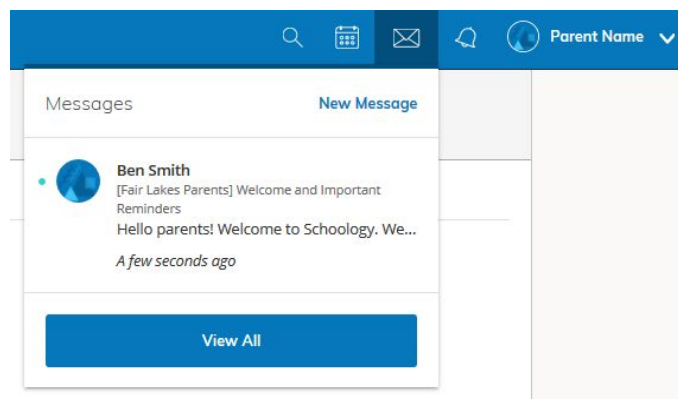 Parent Name
Messages
New Message
Ben Smith
[Fair Lakes Parents] Welcome and Important
Reminders
Hello parents! Welcome to Schoology. We...
A few seconds ago
View All